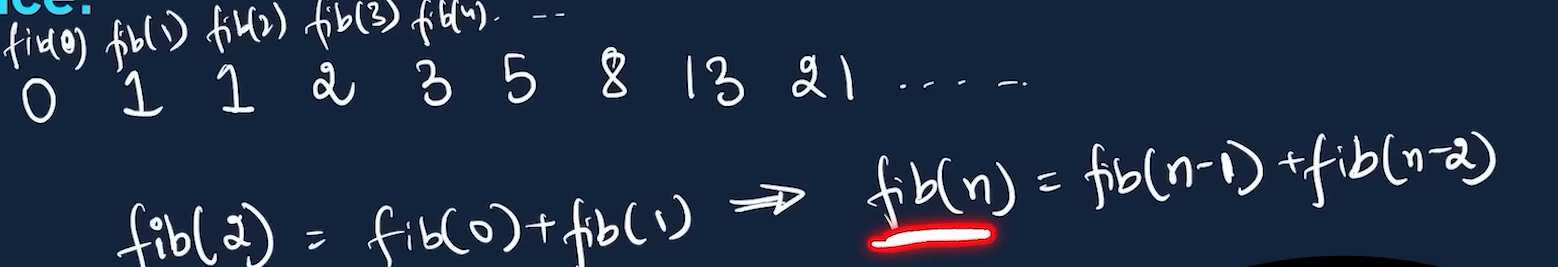 fib(0) fib(1) fib(2) fib(3) fib(4). --
0 1 1 2 3 5 8 13 21 .....
fib(2) = fib(0)+fib(1) ⇒ fib(n) = fib(n-1)+fib(n-2)